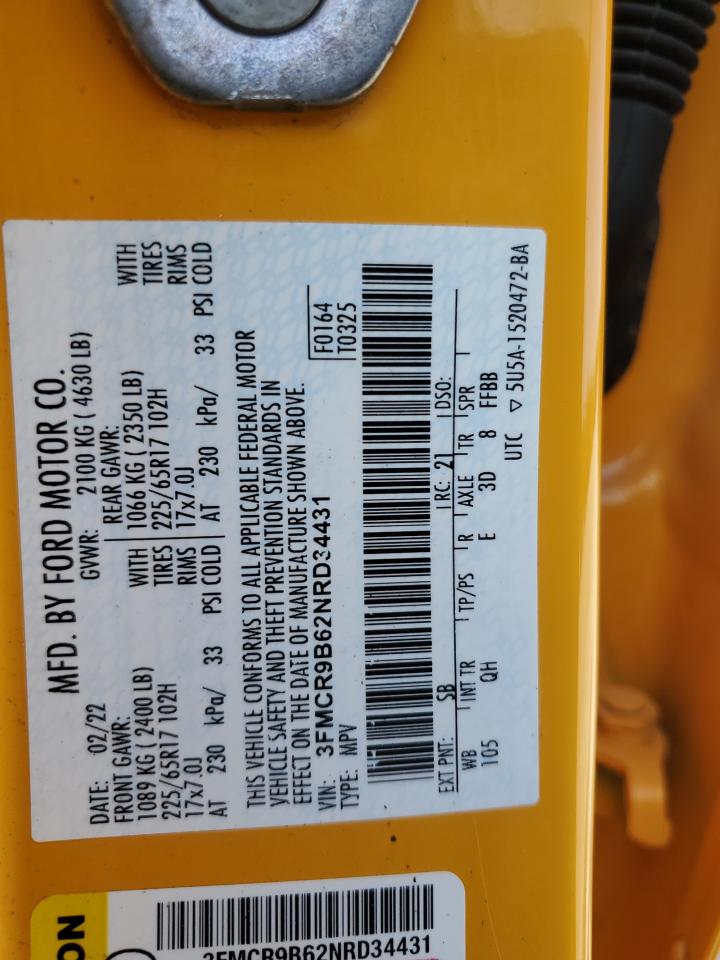 MFD. BY FORD MOTOR CO.
DATE: 02/22 GVWR: 2100 KG ( 4630 LB)
FRONT GAWR: REAR GAWR:
1089 KG ( 2400 LB) WITH 1066 KG ( 2350 LB) WITH
225/65R17 102H TIRES 225/65R17 102H TIRES
17x7.0J RIMS 17x7.0J RIMS
AT 230 kPa/ 33 PSI COLD AT 230 kPa/ 33 PSI COLD
THIS VEHICLE CONFORMS TO ALL APPLICABLE FEDERAL MOTOR
VEHICLE SAFETY AND THEFT PREVENTION STANDARDS IN
EFFECT ON THE DATE OF MANUFACTURE SHOWN ABOVE.
VIN: 3FMCR9B62NRD34431 F0164
TYPE: MPV T0325
EXT PNT: SB RC: 21 DSO:
WB INT TR TP/PS R AXLE TR SPR
105 QH E 3D 8 FFBB
UTC ▽ 5U5A-1520472-BA
ON
3FMCR9B62NRD34431